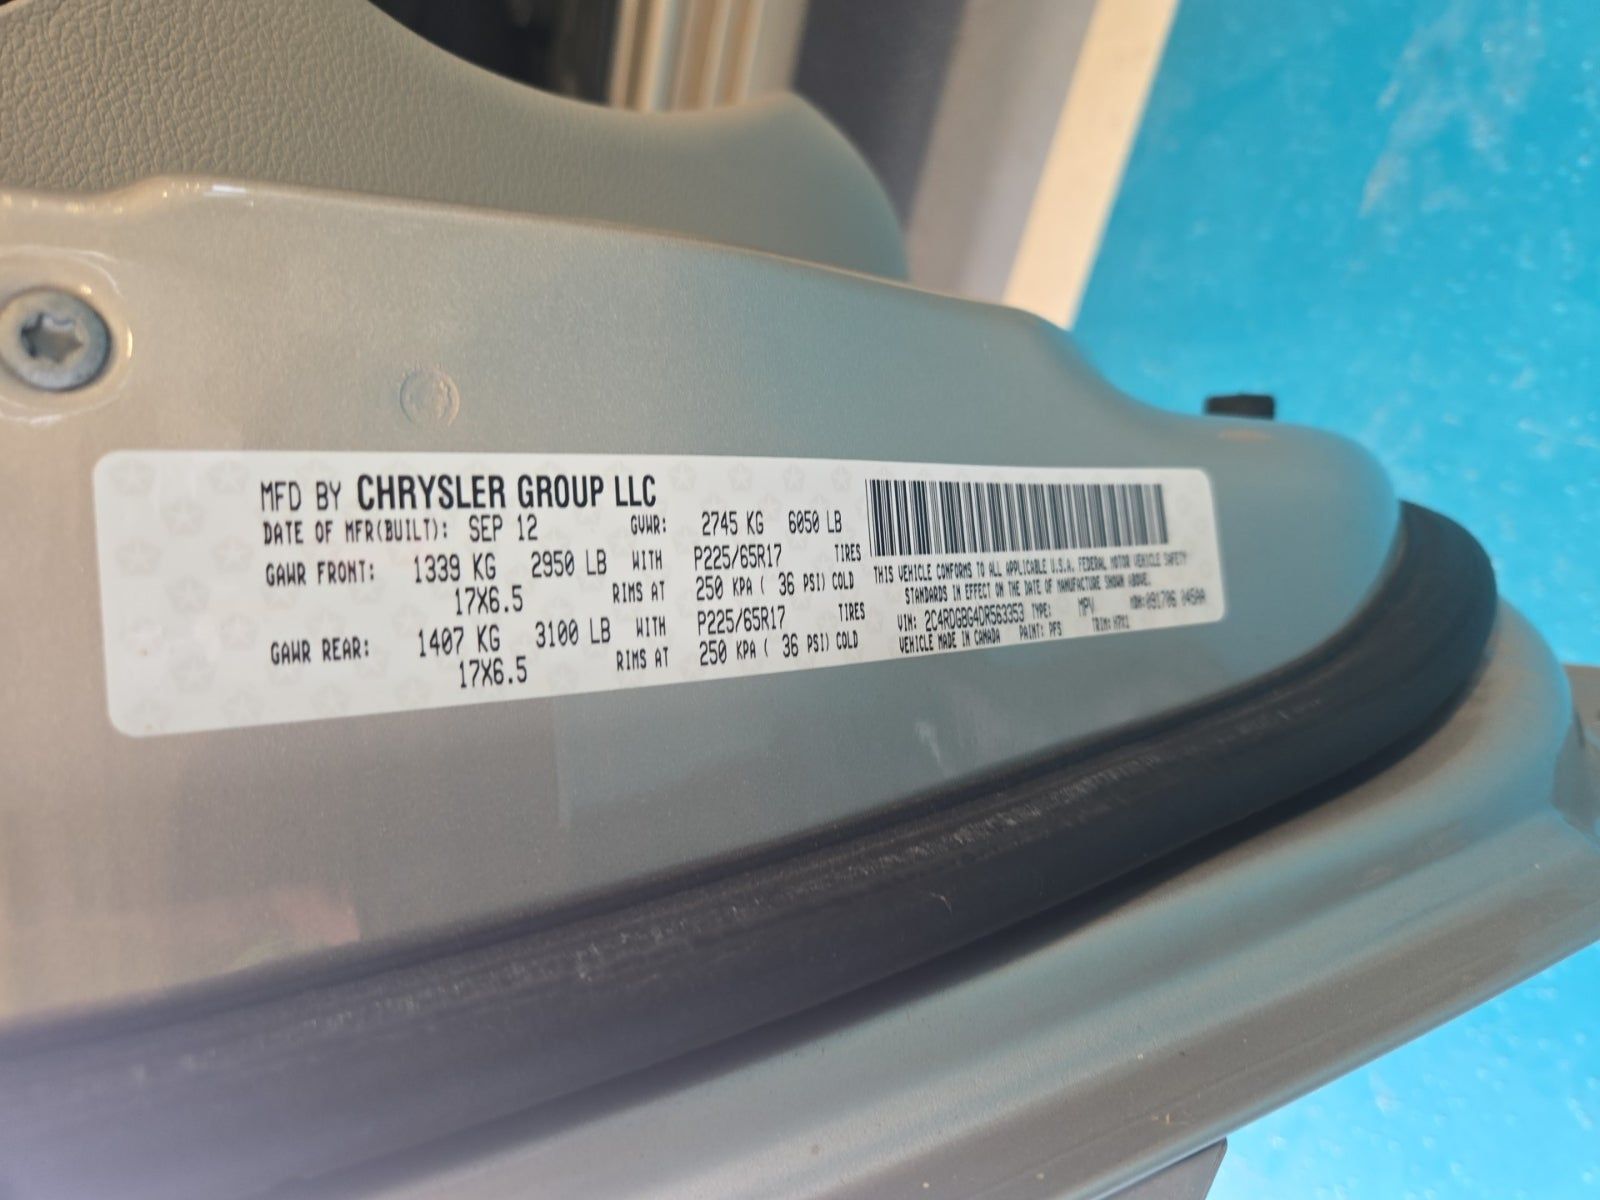 MFD BY CHRYSLER GROUP LLC
DATE OF MFR(BUILT): SEP 12 GVWR: 2745 KG 6050 LB
GAWR FRONT: 1339 KG 2950 LB WITH P225/65R17 TIRES
17X6.5 RIMS AT 250 KPA ( 36 PSI) COLD
GAWR REAR: 1407 KG 3100 LB WITH P225/65R17 TIRES
17X6.5 RIMS AT 250 KPA ( 36 PSI) COLD
THIS VEHICLE CONFORMS TO ALL APPLICABLE U.S.A. FEDERAL MOTOR VEHICLE SAFETY
STANDARDS IN EFFECT ON THE DATE OF MANUFACTURE SHOWN ABOVE.
VIN: 2C4RDGBG4DR563353 TYPE: MPV MDH:091706 045AA
VEHICLE MADE IN CANADA PAINT: PFS TRIM: